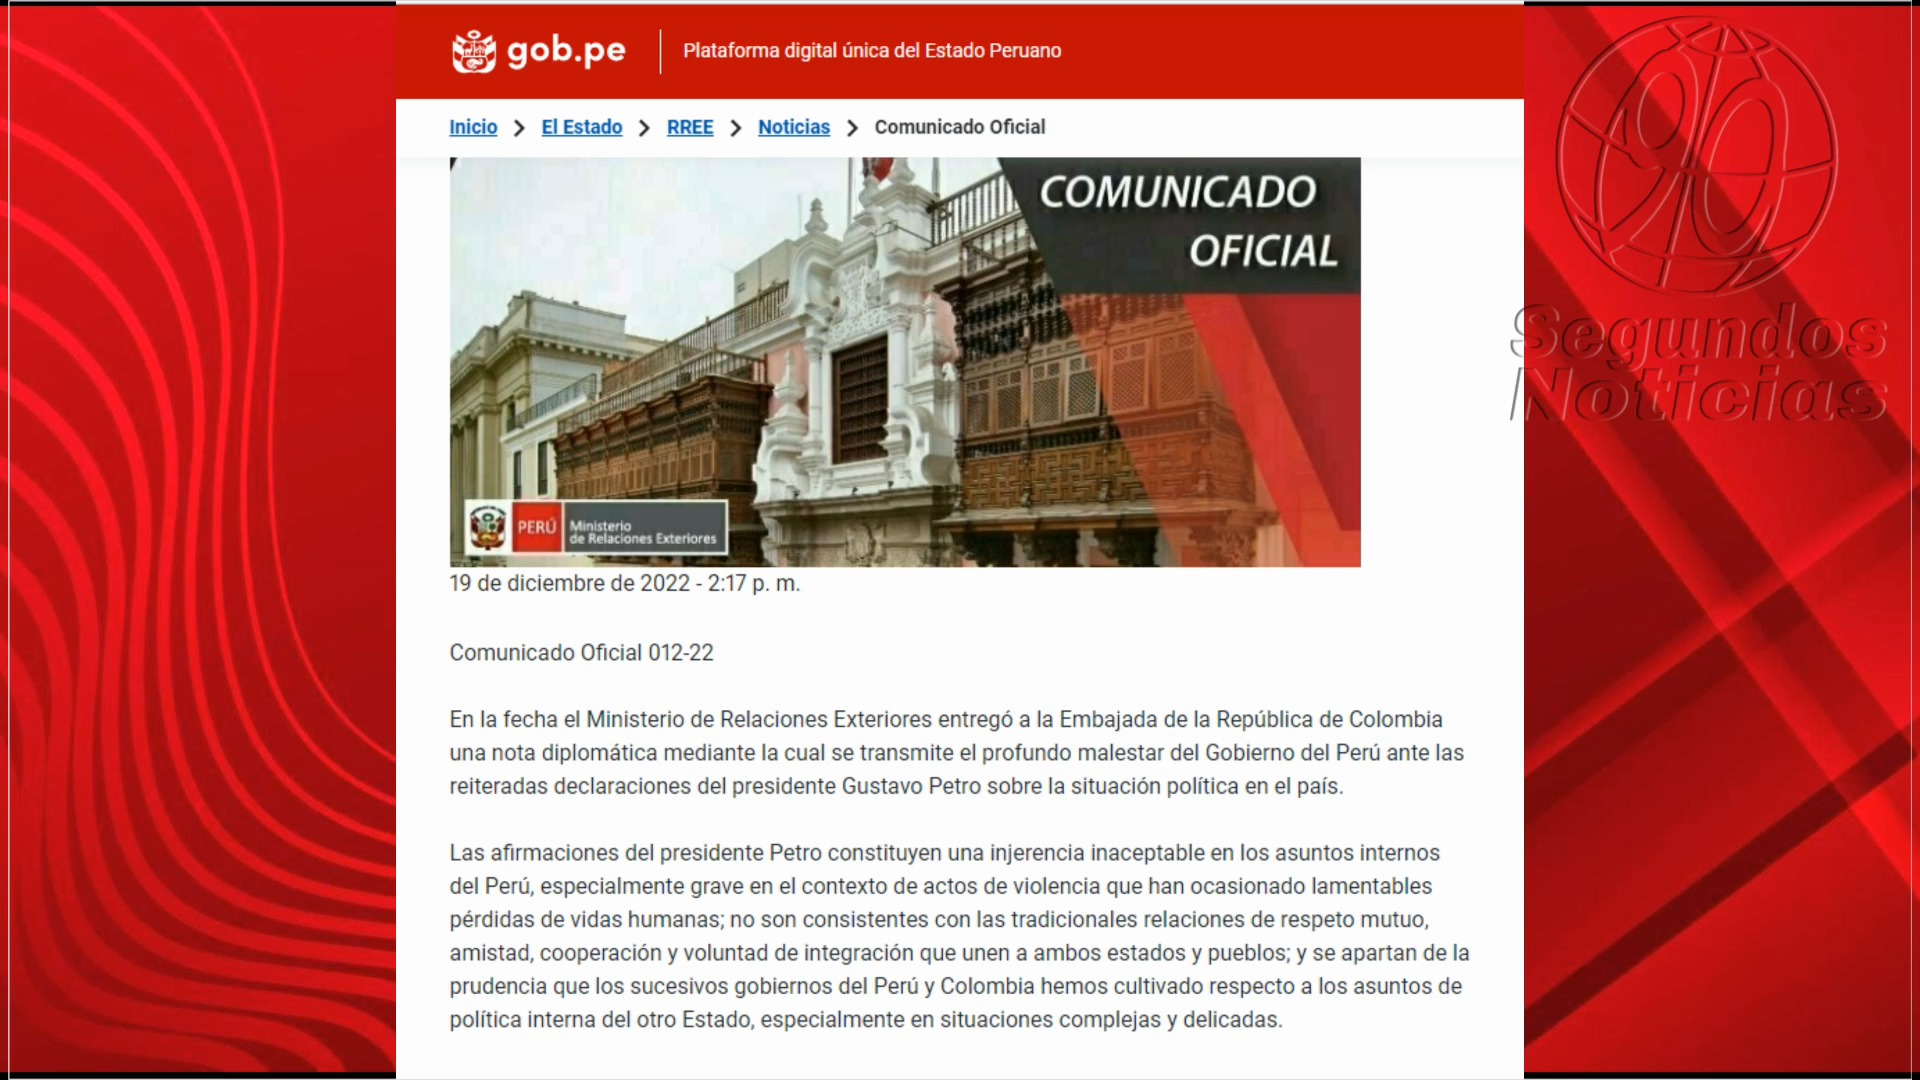 gob.pe
Plataforma digital única del Estado Peruano
Inicio > El Estado > RREE > Noticias > Comunicado Oficial
COMUNICADO
OFICIAL
90
Segundos
Noticias
PERÚ
Ministerio
de Relaciones Exteriores
19 de diciembre de 2022 - 2:17 p. m.
Comunicado Oficial 012-22
En la fecha el Ministerio de Relaciones Exteriores entregó a la Embajada de la República de Colombia
una nota diplomática mediante la cual se transmite el profundo malestar del Gobierno del Perú ante las
reiteradas declaraciones del presidente Gustavo Petro sobre la situación política en el país.
Las afirmaciones del presidente Petro constituyen una injerencia inaceptable en los asuntos internos
del Perú, especialmente grave en el contexto de actos de violencia que han ocasionado lamentables
pérdidas de vidas humanas; no son consistentes con las tradicionales relaciones de respeto mutuo,
amistad, cooperación y voluntad de integración que unen a ambos estados y pueblos; y se apartan de la
prudencia que los sucesivos gobiernos del Perú y Colombia hemos cultivado respecto a los asuntos de
política interna del otro Estado, especialmente en situaciones complejas y delicadas.